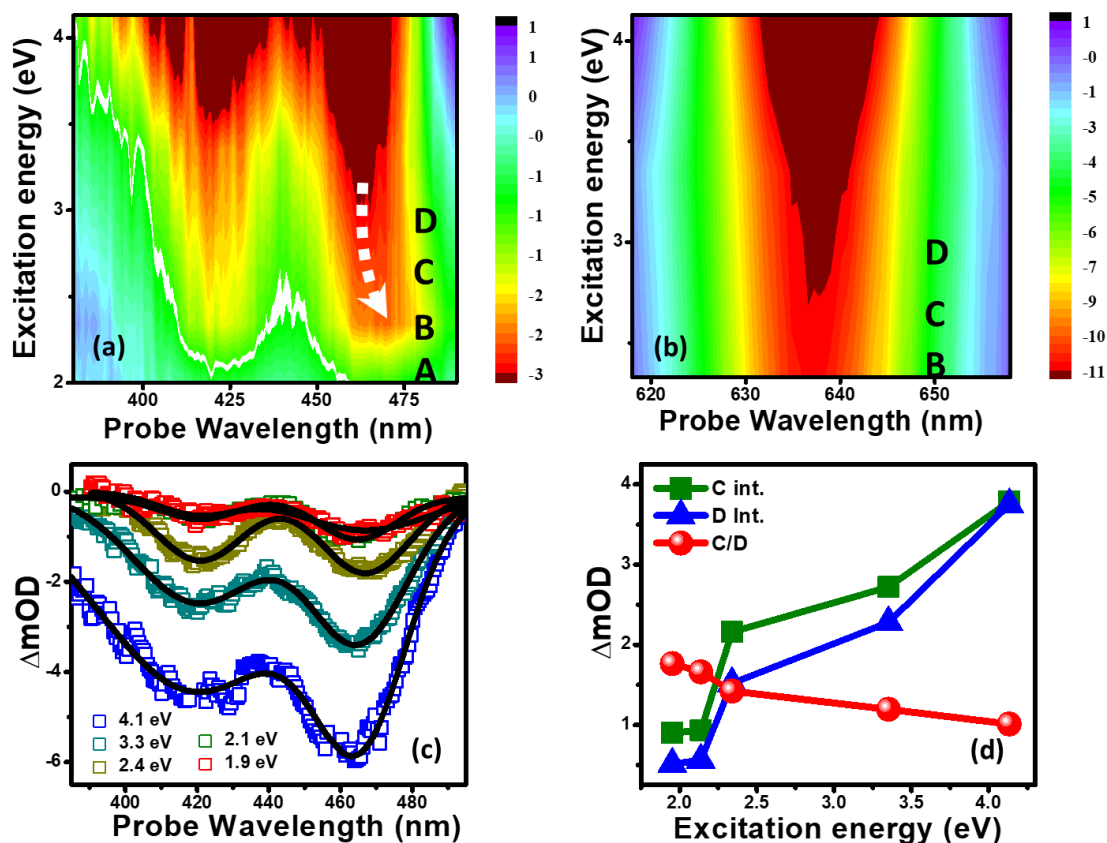 (a)
Excitation energy (eV)
4
3
2
D
C
B
A
400 425 450 475
Probe Wavelength (nm)
1
1
0
-0
-1
-1
-2
-2
-3
(b)
Excitation energy (eV)
4
3
D
C
B
620 630 640 650
Probe Wavelength (nm)
1
-0
-1
-3
-4
-5
-7
-8
-9
-10
-11
ΔmOD
0
-2
-4
-6
4.1 eV
3.3 eV
2.4 eV
2.1 eV
1.9 eV
(c)
400 420 440 460 480
Probe Wavelength (nm)
ΔmOD
4
3
2
1
C int.
D Int.
C/D
(d)
2.0 2.5 3.0 3.5 4.0
Excitation energy (eV)